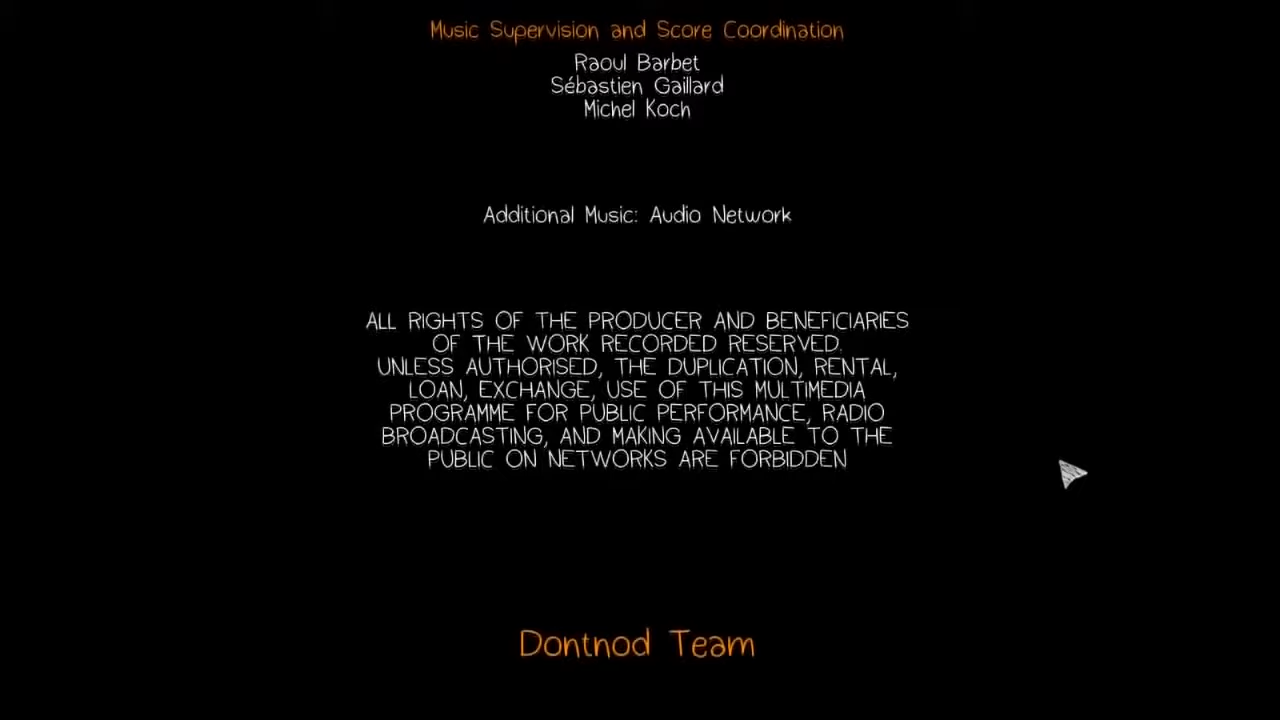 Music Supervision and Score Coordination
Raoul Barbet
Sébastien Gaillard
Michel Koch
Additional Music: Audio Network
ALL RIGHTS OF THE PRODUCER AND BENEFICIARIES
OF THE WORK RECORDED RESERVED.
UNLESS AUTHORISED, THE DUPLICATION, RENTAL,
LOAN, EXCHANGE, USE OF THIS MULTIMEDIA
PROGRAMME FOR PUBLIC PERFORMANCE, RADIO
BROADCASTING, AND MAKING AVAILABLE TO THE
PUBLIC ON NETWORKS ARE FORBIDDEN
Dontnod Team